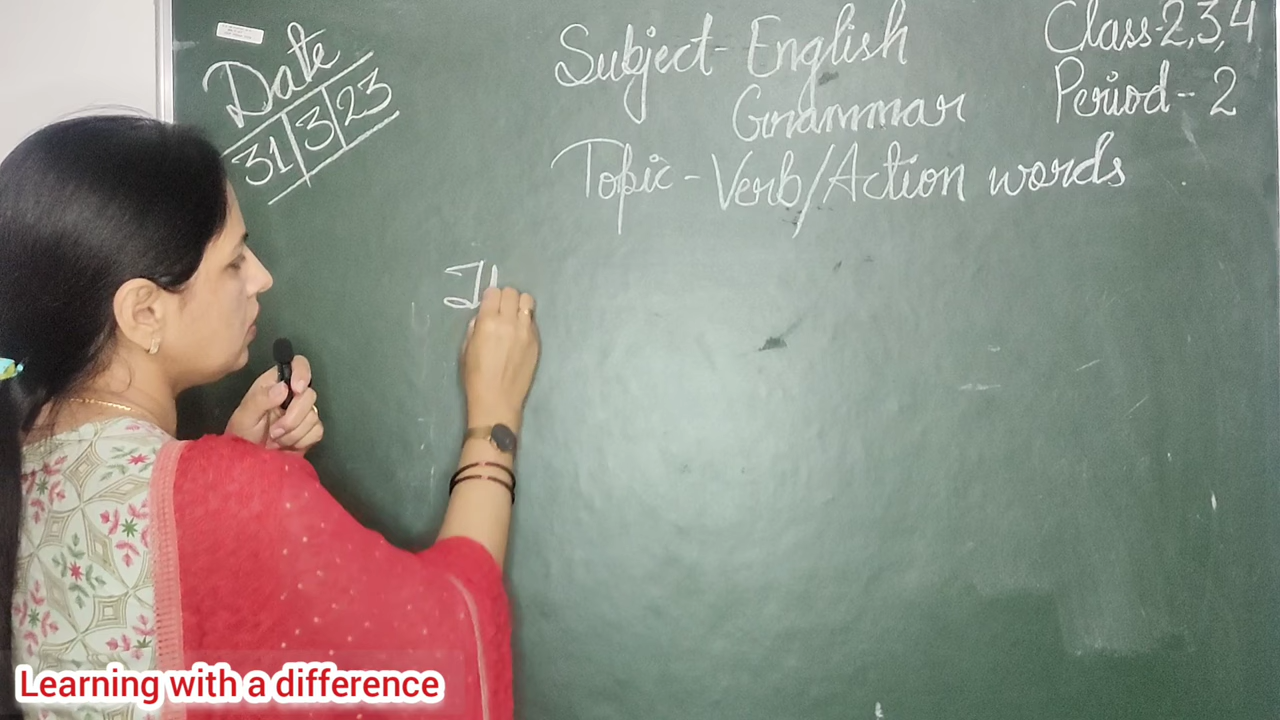 Date
31|3|23
Subject- English
Grammar
Topic - Verb/Action words
Class-2,3,4
Period - 2
Learning with a difference